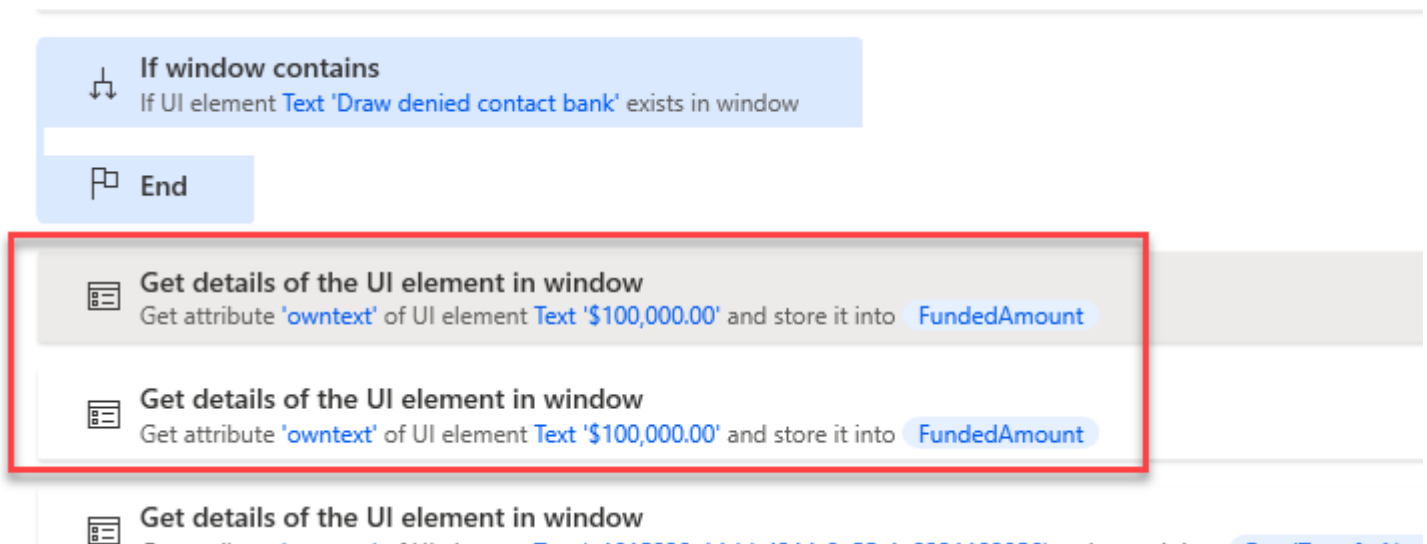 If window contains
If UI element Text 'Draw denied contact bank' exists in window
End
Get details of the UI element in window
Get attribute 'owntext' of UI element Text '$100,000.00' and store it into FundedAmount
Get details of the UI element in window
Get attribute 'owntext' of UI element Text '$100,000.00' and store it into FundedAmount
Get details of the UI element in window